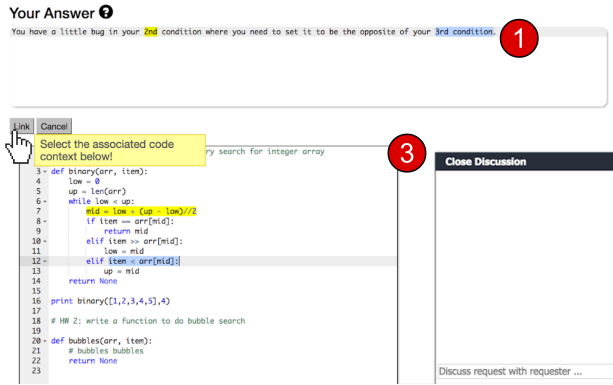 Your Answer ?
You have a little bug in your 2nd condition where you need to set it to be the opposite of your 3rd condition.
1
Link Cancel
Select the associated code
context below!
ry search for integer array
3
Close Discussion
3 def binary(arr, item):
4 low = 0
5 up = len(arr)
6 while low < up:
7 mid = low + (up - low)//2
8 if item == arr[mid]:
9 return mid
10 elif item >> arr[mid]:
11 low = mid
12 elif item < arr[mid]:
13 up = mid
14 return None
15
16 print binary([1,2,3,4,5],4)
17
18 # HW 2: write a function to do bubble search
19
20 def bubbles(arr, item):
21 # bubbles bubbles
22 return None
23
Discuss request with requester ...